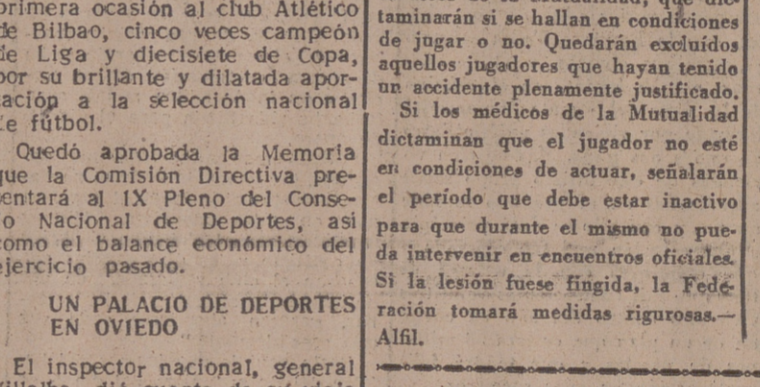 primera ocasión al club Atlético
de Bilbao, cinco veces campeón
de Liga y diecisiete de Copa,
por su brillante y dilatada apor-
tación a la selección nacional
de fútbol.
Quedó aprobada la Memoria
que la Comisión Directiva pre-
sentará al IX Pleno del Conse-
jo Nacional de Deportes, así
como el balance económico del
ejercicio pasado.
UN PALACIO DE DEPORTES
EN OVIEDO
El inspector nacional, general
taminarán si se hallan en condiciones
de jugar o no. Quedarán excluídos
aquellos jugadores que hayan tenido
un accidente plenamente justificado.
Si los médicos de la Mutualidad
dictaminan que el jugador no esté
en condiciones de actuar, señalarán
el período que debe estar inactivo
para que durante el mismo no pue-
da intervenir en encuentros oficiales.
Si la lesión fuese fingida, la Fede-
ración tomará medidas rigurosas.—
Alfil.